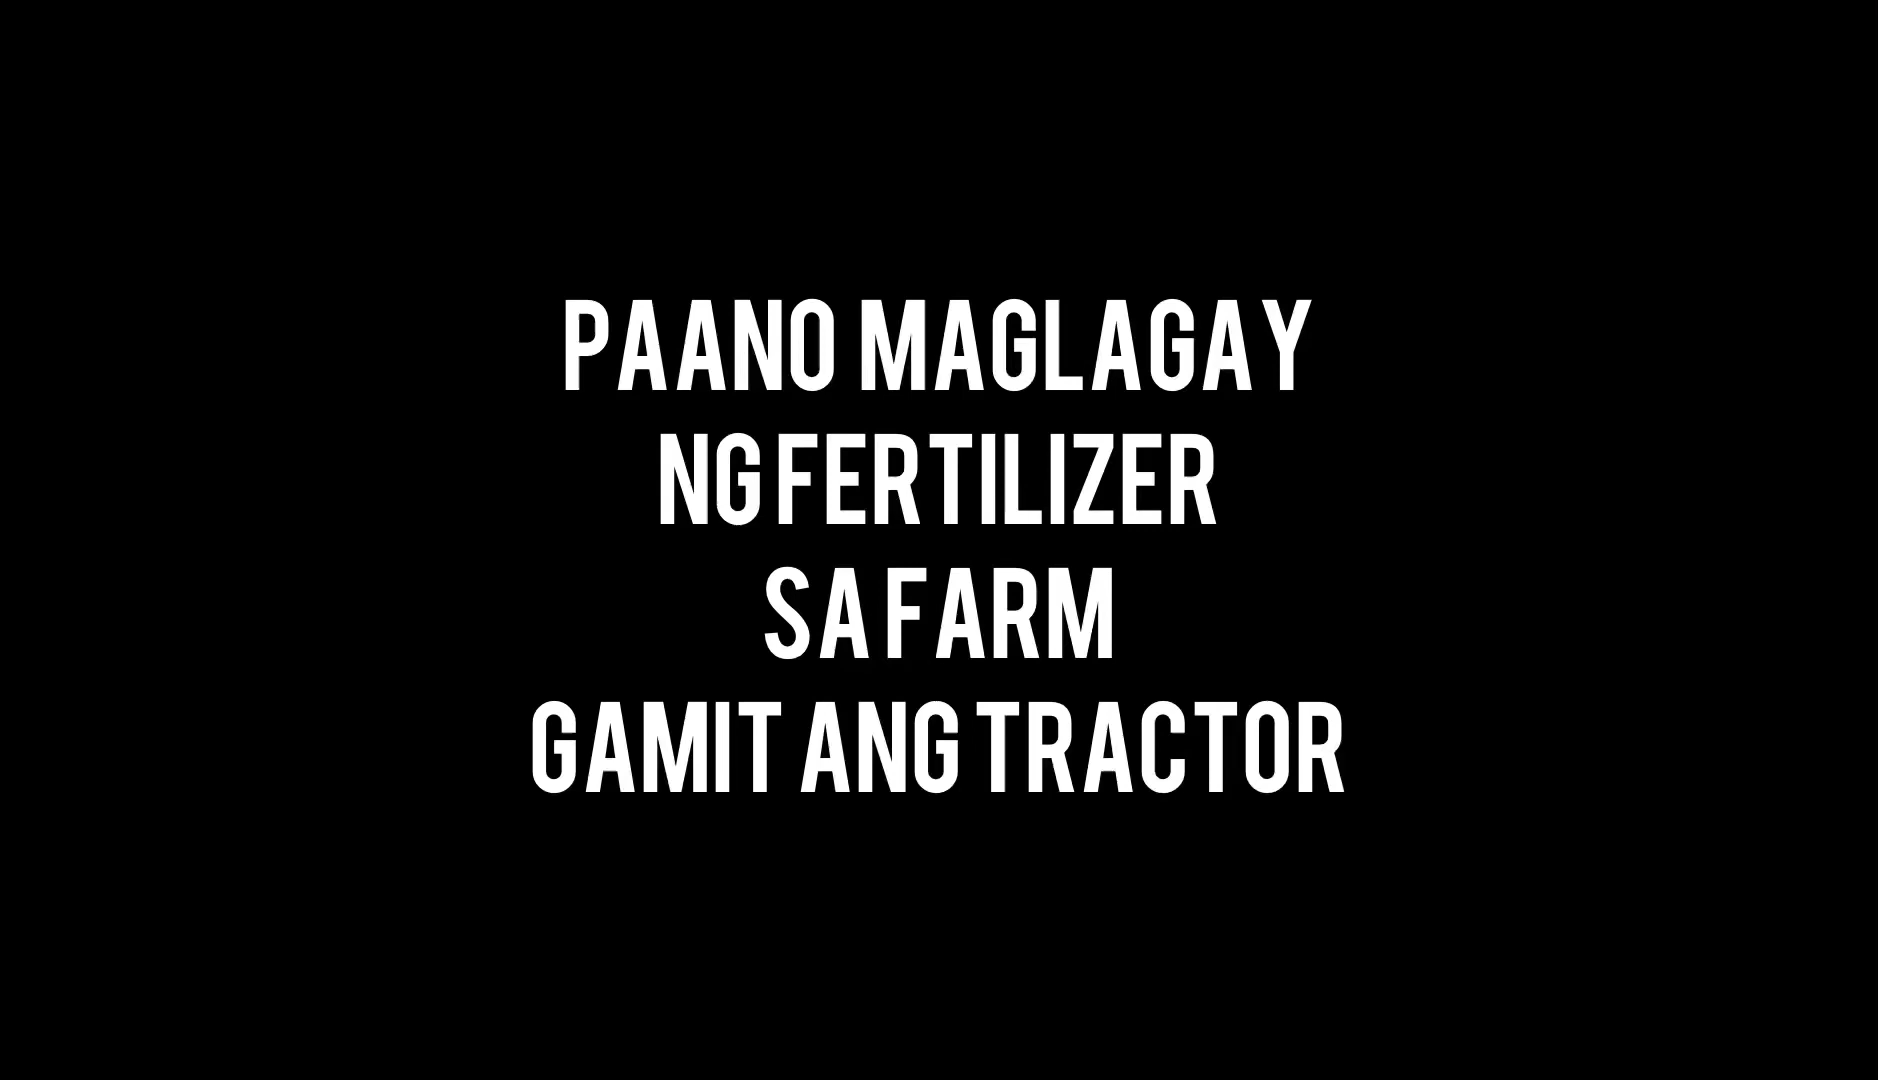 PAANO MAGLAGAY
NG FERTILIZER
SA FARM
GAMIT ANG TRACTOR